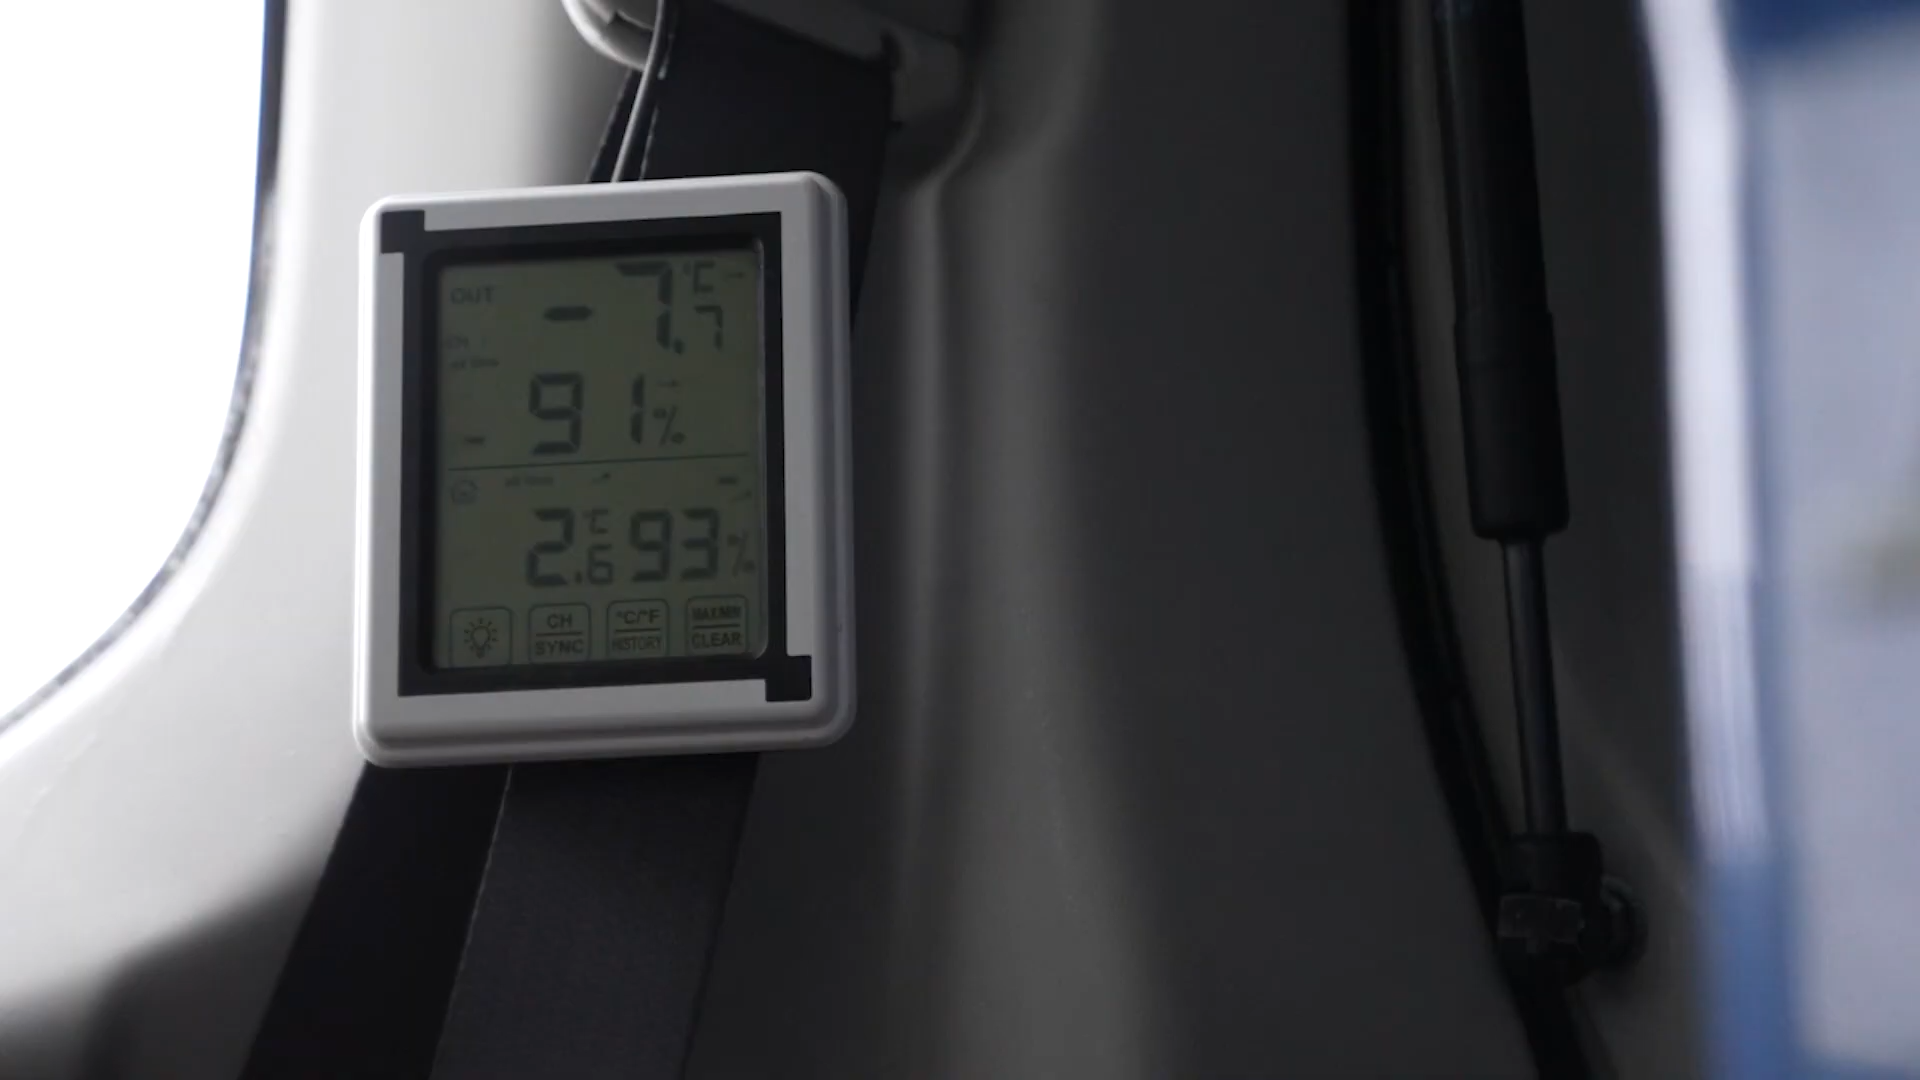 OUT
-7.7 °C
91 %
2.6 °C 93 %
CH °C/°F MAX/MIN
SYNC HISTORY CLEAR